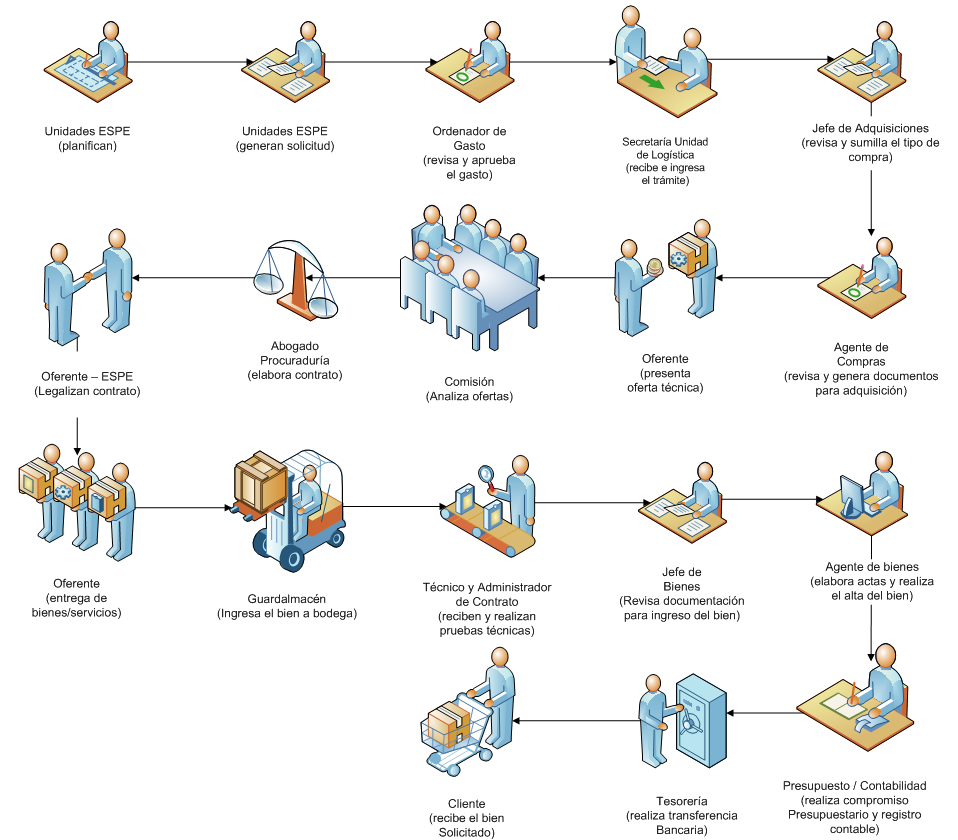 Unidades ESPE
(planifican)
Unidades ESPE
(generan solicitud)
Ordenador de
Gasto
(revisa y aprueba
el gasto)
Secretaría Unidad
de Logística
(recibe e ingresa
el trámite)
Jefe de Adquisiciones
(revisa y sumilla el tipo de
compra)
Oferente – ESPE
(Legalizan contrato)
Abogado
Procuraduría
(elabora contrato)
Comisión
(Analiza ofertas)
Oferente
(presenta
oferta técnica)
Agente de
Compras
(revisa y genera documentos
para adquisición)
Oferente
(entrega de
bienes/servicios)
Guardalmacén
(Ingresa el bien a bodega)
Técnico y Administrador
de Contrato
(reciben y realizan
pruebas técnicas)
Jefe de
Bienes
(Revisa documentación
para ingreso del bien)
Agente de bienes
(elabora actas y realiza
el alta del bien)
Cliente
(recibe el bien
Solicitado)
Tesorería
(realiza transferencia
Bancaria)
Presupuesto / Contabilidad
(realiza compromiso
Presupuestario y registro
contable)